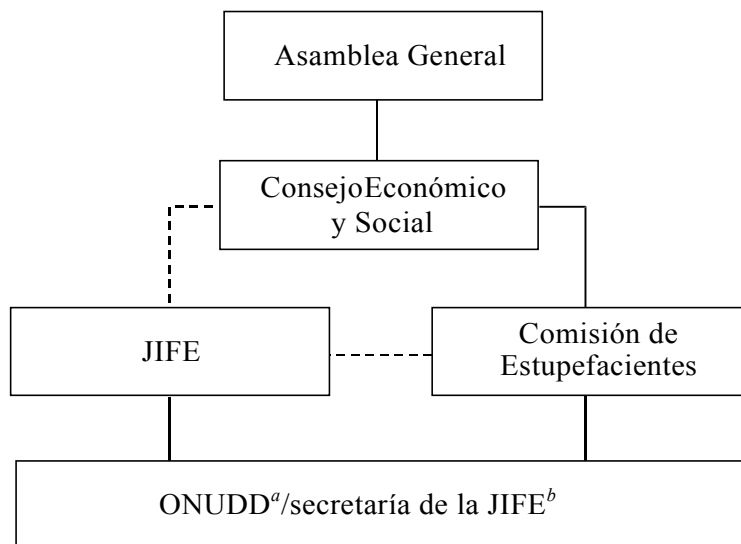 Asamblea General
ConsejoEconómico
y Social
JIFE
Comisión de
Estupefacientes
ONUDDa/secretaría de la JIFEb